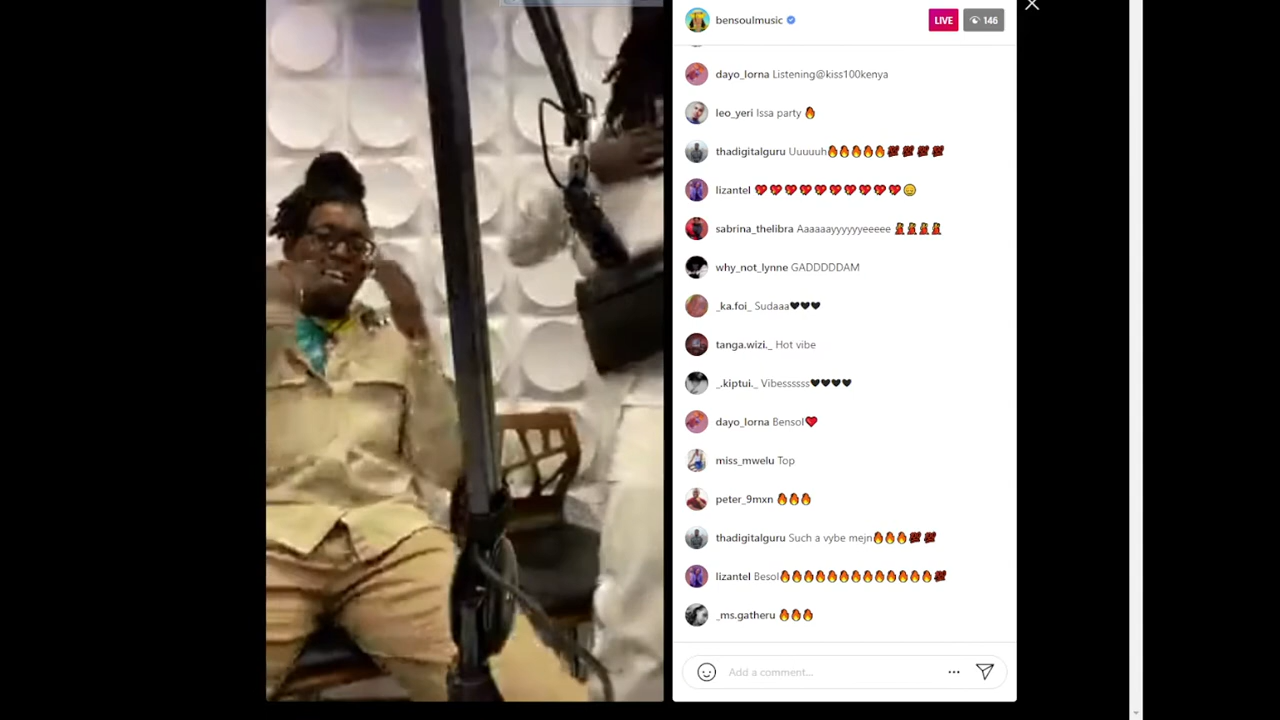 bensoulmusic
LIVE 146
dayo_lorna Listening@kiss100kenya
leo_yeri Issa party 🔥
thadigitalguru Uuuuuh🔥🔥🔥🔥🔥💯💯💯💯
lizantel 💖💖💖💖💖💖💖💖💖💖😑
sabrina_thelibra Aaaaaayyyyyyeeeee 💃💃💃💃
why_not_lynne GADDDDDAM
_ka.foi_ Sudaaa🖤🖤🖤
tanga.wizi._ Hot vibe
_.kiptui._ Vibessssss🖤🖤🖤🖤
dayo_lorna Bensol❤️
miss_mwelu Top
peter_9mxn 🔥🔥🔥
thadigitalguru Such a vybe mejn🔥🔥🔥💯💯
lizantel Besol🔥🔥🔥🔥🔥🔥🔥🔥🔥🔥🔥🔥🔥💯
_ms.gatheru 🔥🔥🔥
Add a comment...